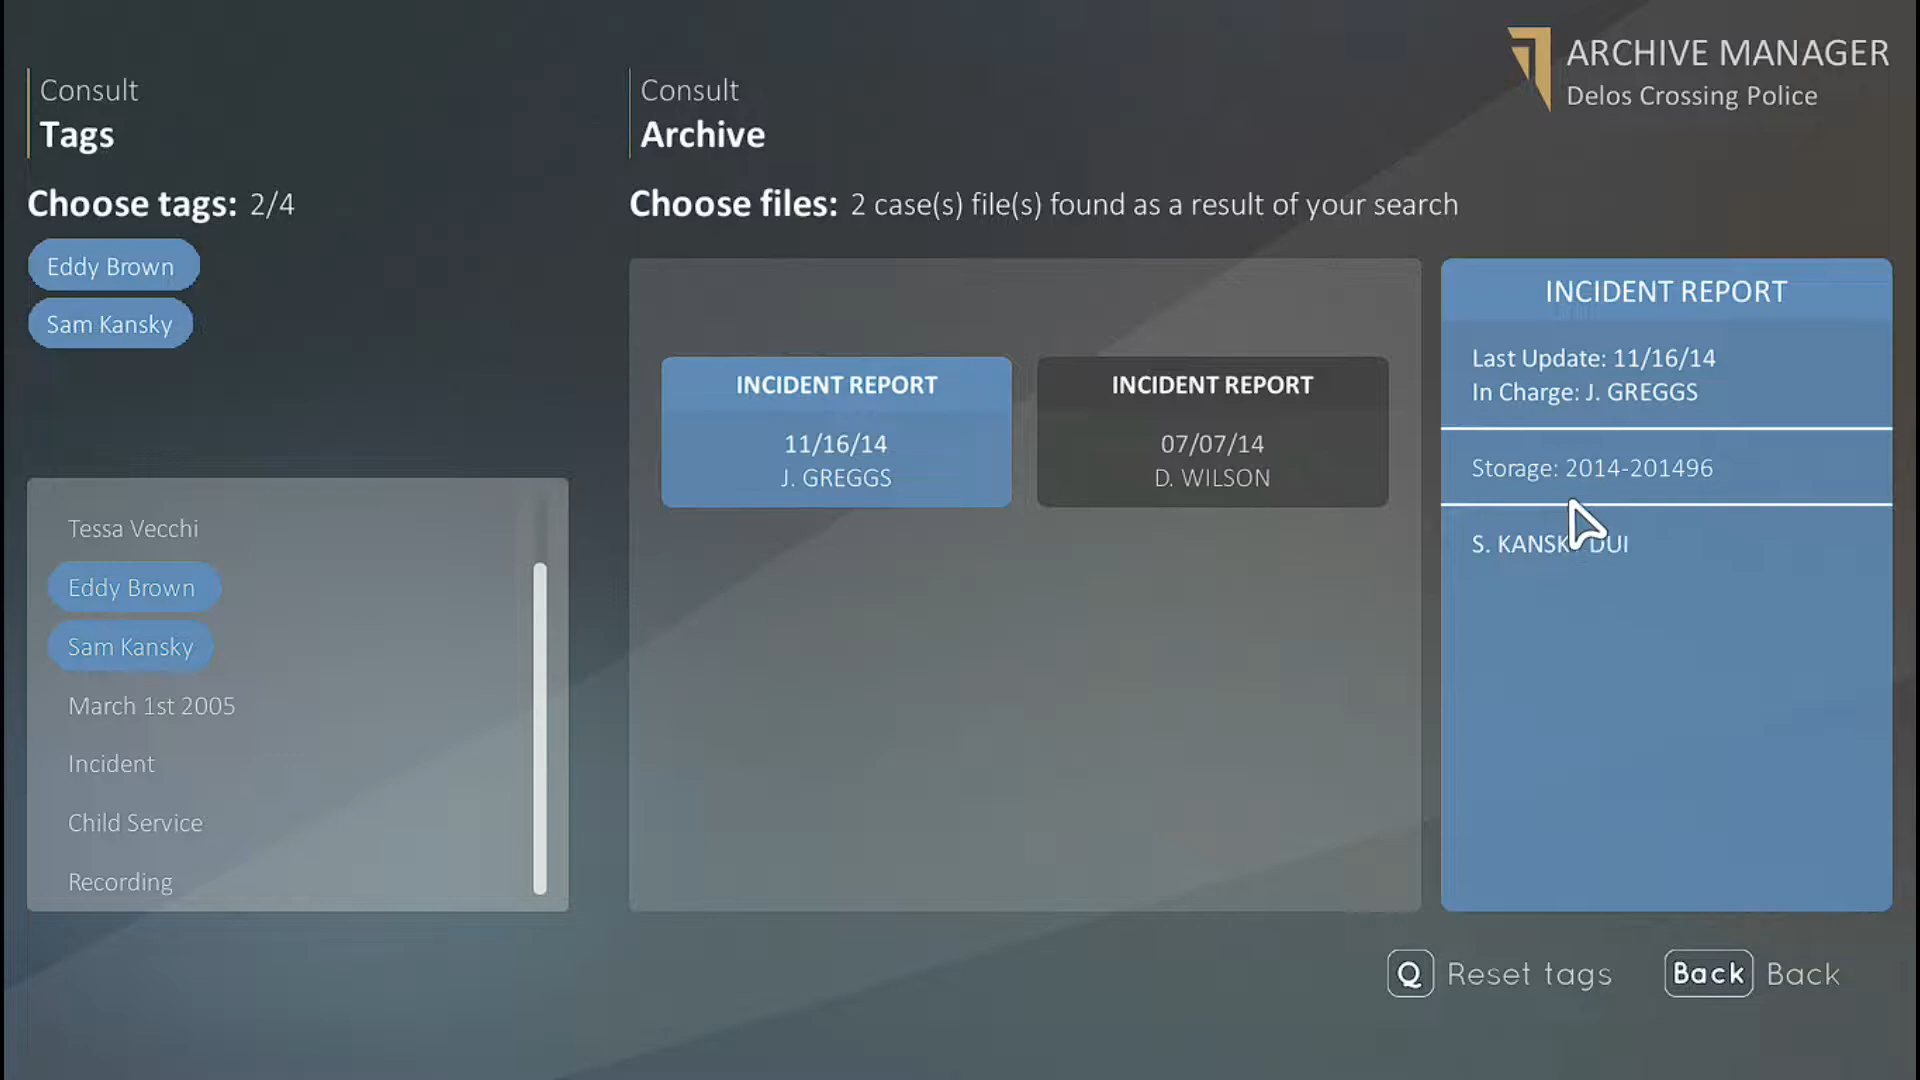 ARCHIVE MANAGER
Delos Crossing Police
Consult
Tags
Choose tags: 2/4
Eddy Brown
Sam Kansky
Tessa Vecchi
Eddy Brown
Sam Kansky
March 1st 2005
Incident
Child Service
Recording
Consult
Archive
Choose files: 2 case(s) file(s) found as a result of your search
INCIDENT REPORT
11/16/14
J. GREGGS
INCIDENT REPORT
07/07/14
D. WILSON
INCIDENT REPORT
Last Update: 11/16/14
In Charge: J. GREGGS
Storage: 2014-201496
S. KANSKY DUI
Q Reset tags
Back Back